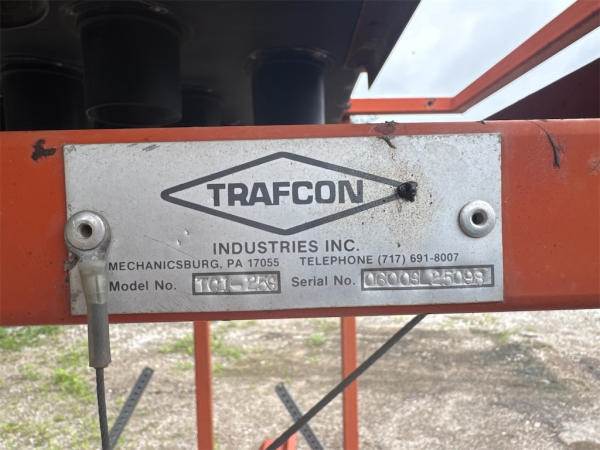 TRAFCON
INDUSTRIES INC.
MECHANICSBURG, PA 17055 TELEPHONE (717) 691-8007
Model No. Serial No.